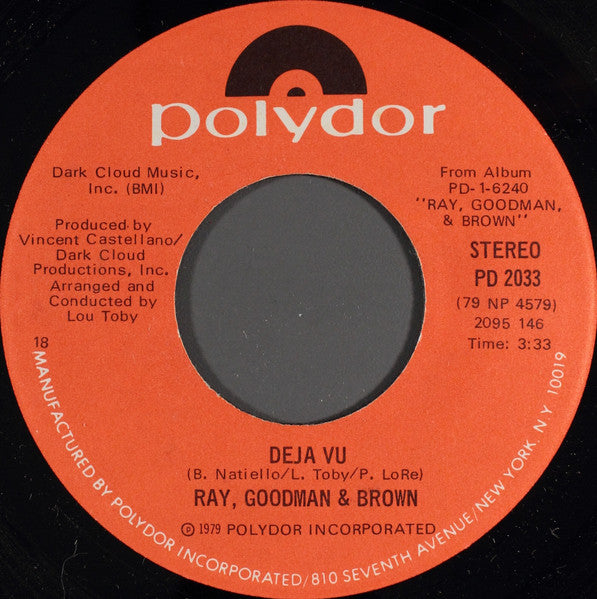 polydor
Dark Cloud Music,
Inc. (BMI)
Produced by
Vincent Castellano/
Dark Cloud
Productions, Inc.
Arranged and
Conducted by
Lou Toby
18
From Album
PD-1-6240
"RAY, GOODMAN,
& BROWN"
STEREO
PD 2033
(79 NP 4579)
2095 146
Time: 3:33
DEJA VU
(B. Natiello/L. Toby/P. LoRe)
RAY, GOODMAN & BROWN
℗ 1979 POLYDOR INCORPORATED
MANUFACTURED BY POLYDOR INCORPORATED/810 SEVENTH AVENUE/NEW YORK, N.Y. 10019